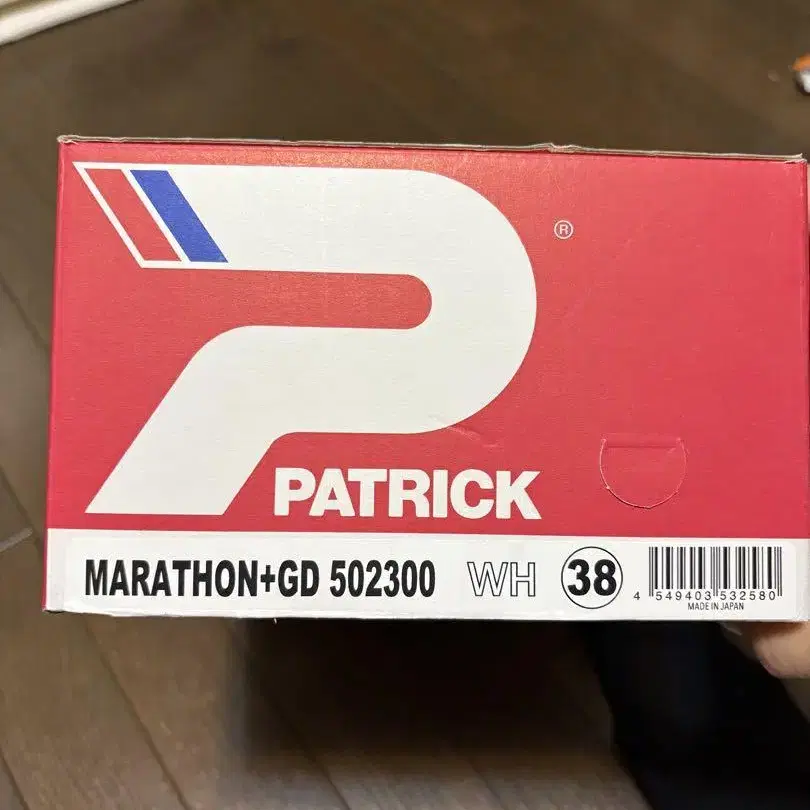 ®
PATRICK
MARATHON+GD 502300 WH 38
4 549403 532580
MADE IN JAPAN